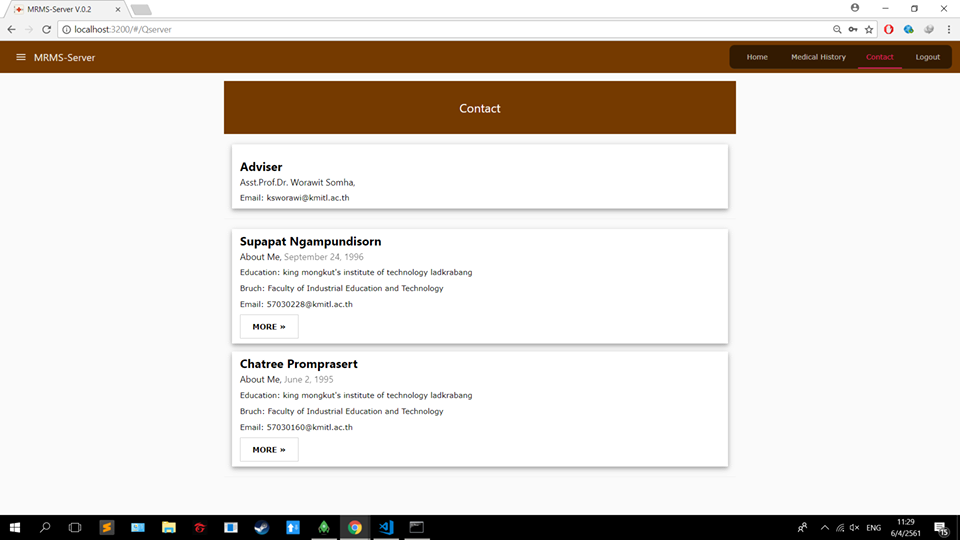 MRMS-Server V.0.2
localhost:3200/#/Qserver
MRMS-Server
Home Medical History Contact Logout
Contact
Adviser
Asst.Prof.Dr. Worawit Somha,
Email: ksworawi@kmitl.ac.th
Supapat Ngampundisorn
About Me, September 24, 1996
Education: king mongkut's institute of technology ladkrabang
Bruch: Faculty of Industrial Education and Technology
Email: 57030228@kmitl.ac.th
MORE »
Chatree Promprasert
About Me, June 2, 1995
Education: king mongkut's institute of technology ladkrabang
Bruch: Faculty of Industrial Education and Technology
Email: 57030160@kmitl.ac.th
MORE »
ENG
11:29
6/4/2561
15